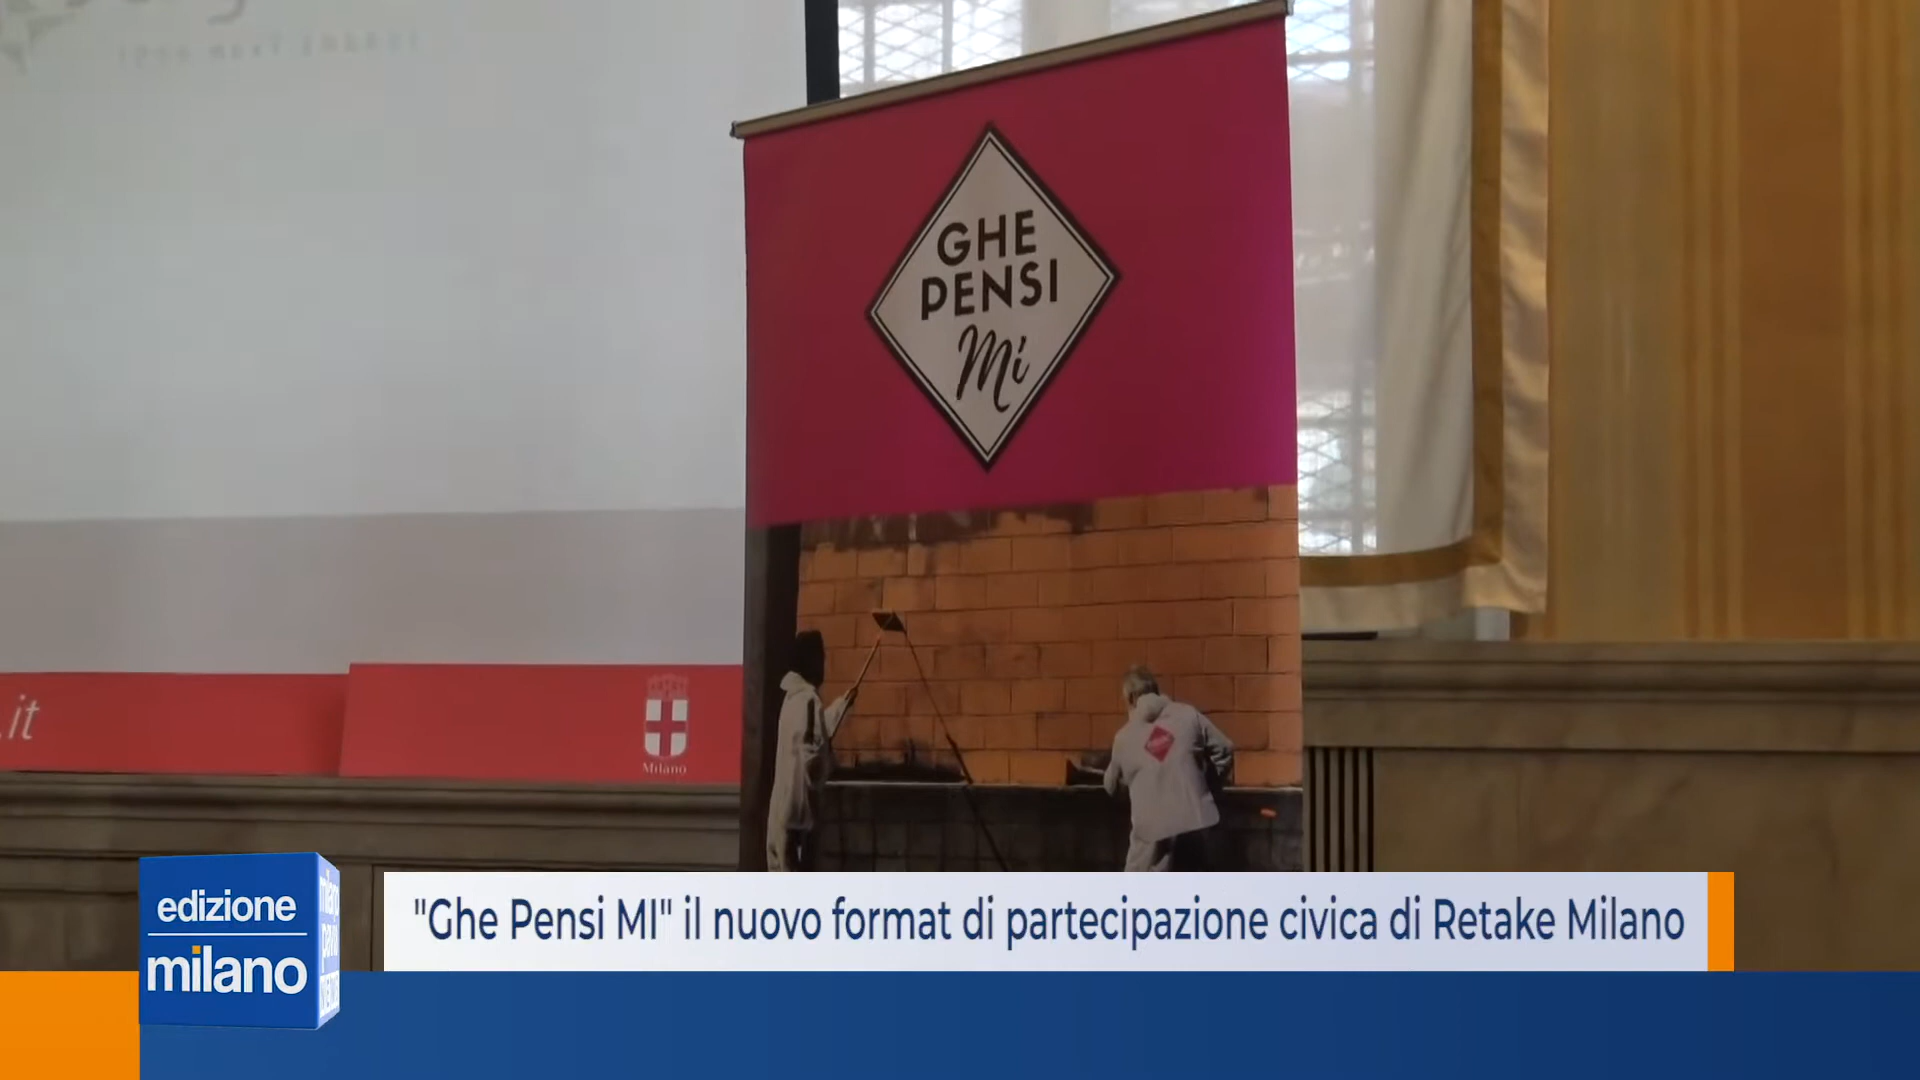 GHE
PENSI
Mi
.it
Milano
edizione
milano
"Ghe Pensi MI" il nuovo format di partecipazione civica di Retake Milano